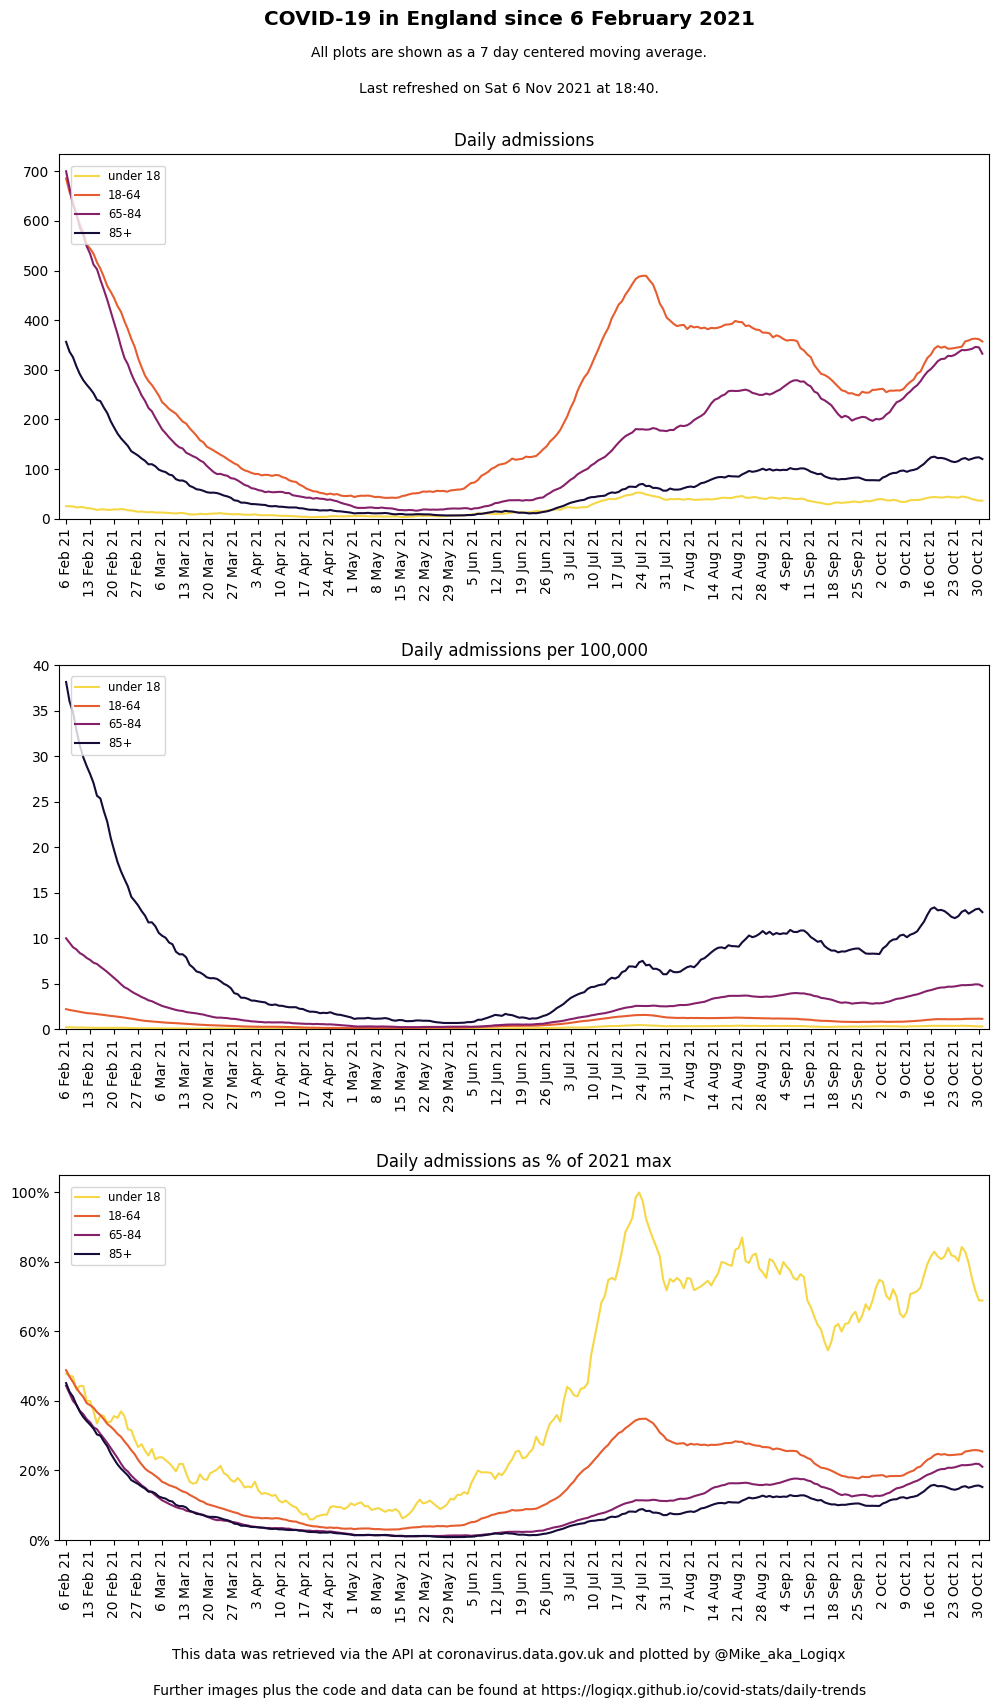 COVID-19 in England since 6 February 2021
All plots are shown as a 7 day centered moving average.
Last refreshed on Sat 6 Nov 2021 at 18:40.
Daily admissions
700
600
500
400
300
200
100
0
under 18
18-64
65-84
85+
6 Feb 21
13 Feb 21
20 Feb 21
27 Feb 21
6 Mar 21
13 Mar 21
20 Mar 21
27 Mar 21
3 Apr 21
10 Apr 21
17 Apr 21
24 Apr 21
1 May 21
8 May 21
15 May 21
22 May 21
29 May 21
5 Jun 21
12 Jun 21
19 Jun 21
26 Jun 21
3 Jul 21
10 Jul 21
17 Jul 21
24 Jul 21
31 Jul 21
7 Aug 21
14 Aug 21
21 Aug 21
28 Aug 21
4 Sep 21
11 Sep 21
18 Sep 21
25 Sep 21
2 Oct 21
9 Oct 21
16 Oct 21
23 Oct 21
30 Oct 21
Daily admissions per 100,000
40
35
30
25
20
15
10
5
0
under 18
18-64
65-84
85+
6 Feb 21
13 Feb 21
20 Feb 21
27 Feb 21
6 Mar 21
13 Mar 21
20 Mar 21
27 Mar 21
3 Apr 21
10 Apr 21
17 Apr 21
24 Apr 21
1 May 21
8 May 21
15 May 21
22 May 21
29 May 21
5 Jun 21
12 Jun 21
19 Jun 21
26 Jun 21
3 Jul 21
10 Jul 21
17 Jul 21
24 Jul 21
31 Jul 21
7 Aug 21
14 Aug 21
21 Aug 21
28 Aug 21
4 Sep 21
11 Sep 21
18 Sep 21
25 Sep 21
2 Oct 21
9 Oct 21
16 Oct 21
23 Oct 21
30 Oct 21
Daily admissions as % of 2021 max
100%
80%
60%
40%
20%
0%
under 18
18-64
65-84
85+
6 Feb 21
13 Feb 21
20 Feb 21
27 Feb 21
6 Mar 21
13 Mar 21
20 Mar 21
27 Mar 21
3 Apr 21
10 Apr 21
17 Apr 21
24 Apr 21
1 May 21
8 May 21
15 May 21
22 May 21
29 May 21
5 Jun 21
12 Jun 21
19 Jun 21
26 Jun 21
3 Jul 21
10 Jul 21
17 Jul 21
24 Jul 21
31 Jul 21
7 Aug 21
14 Aug 21
21 Aug 21
28 Aug 21
4 Sep 21
11 Sep 21
18 Sep 21
25 Sep 21
2 Oct 21
9 Oct 21
16 Oct 21
23 Oct 21
30 Oct 21
This data was retrieved via the API at coronavirus.data.gov.uk and plotted by @Mike_aka_Logiqx
Further images plus the code and data can be found at https://logiqx.github.io/covid-stats/daily-trends